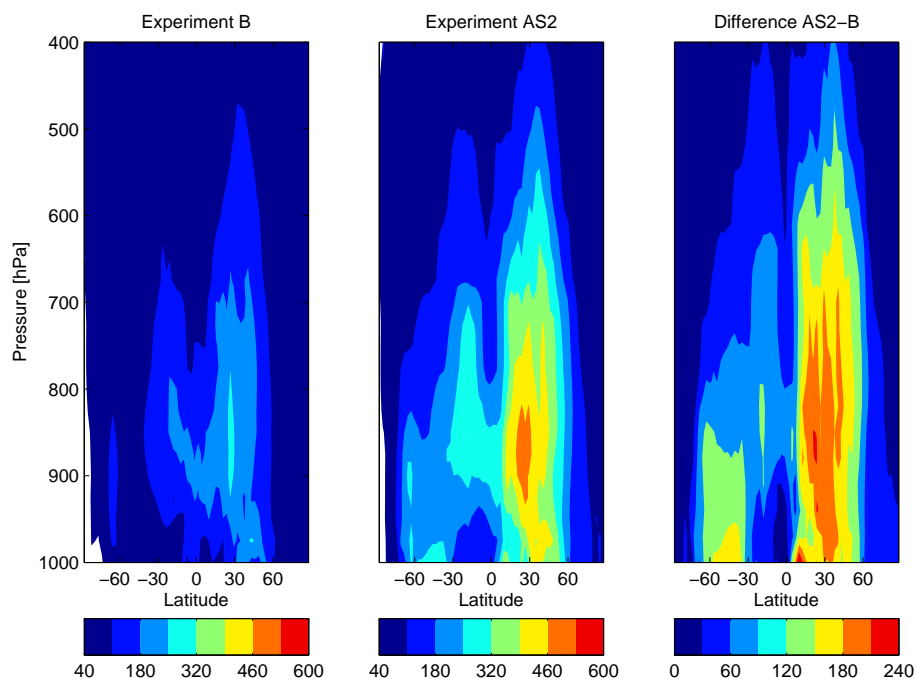 Experiment B
Experiment AS2
Difference AS2−B
Pressure [hPa]
400
500
600
700
800
900
1000
−60 −30 0 30 60
−60 −30 0 30 60
−60 −30 0 30 60
Latitude
Latitude
Latitude
40 180 320 460 600
40 180 320 460 600
0 60 120 180 240